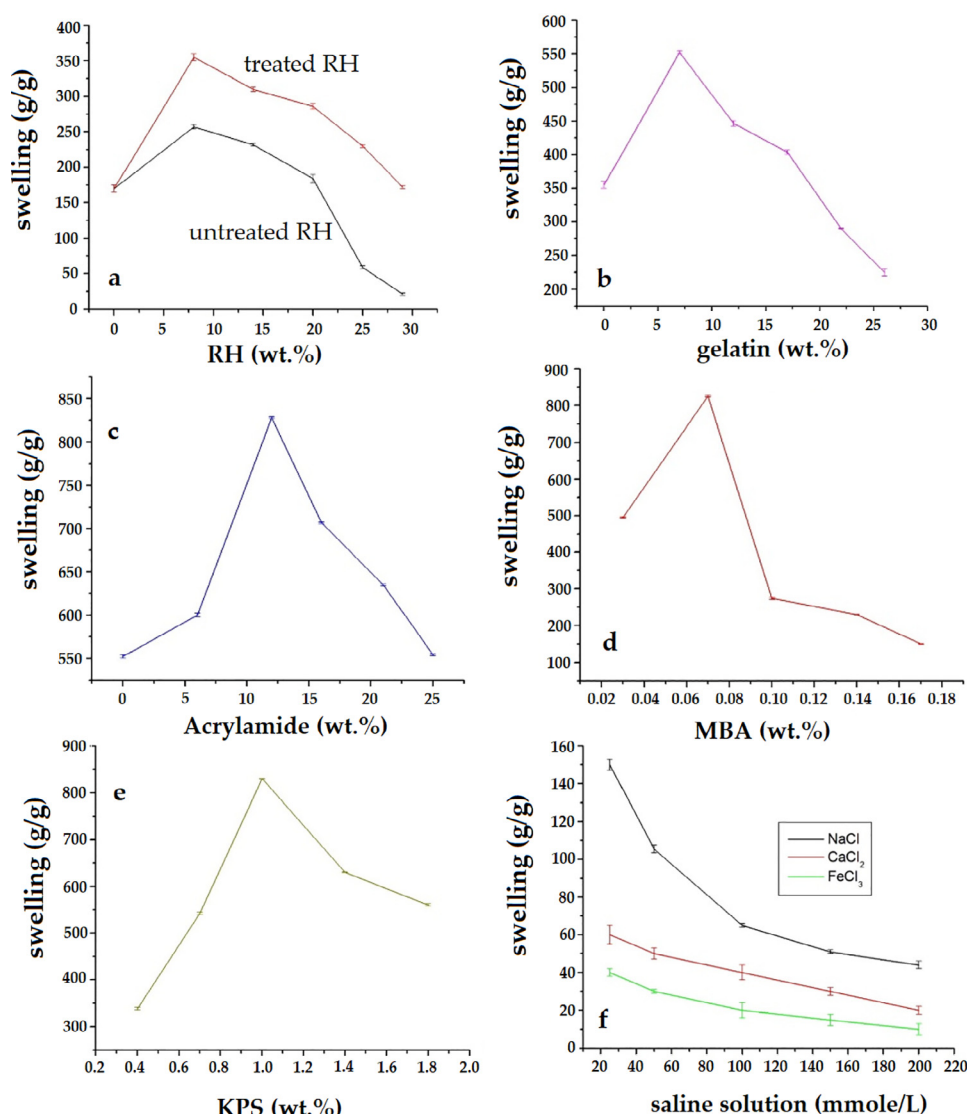 400
350
300
250
200
150
100
50
0
swelling (g/g)
treated RH
untreated RH
a
0 5 10 15 20 25 30
RH (wt.%)
600
550
500
450
400
350
300
250
200
swelling (g/g)
b
0 5 10 15 20 25 30
gelatin (wt.%)
850
800
750
700
650
600
550
swelling (g/g)
c
0 5 10 15 20 25
Acrylamide (wt.%)
900
800
700
600
500
400
300
200
100
swelling (g/g)
d
0.02 0.04 0.06 0.08 0.10 0.12 0.14 0.16 0.18
MBA (wt.%)
900
800
700
600
500
400
300
swelling (g/g)
e
0.2 0.4 0.6 0.8 1.0 1.2 1.4 1.6 1.8 2.0
KPS (wt.%)
160
140
120
100
80
60
40
20
0
swelling (g/g)
NaCl
CaCl2
FeCl3
f
20 40 60 80 100 120 140 160 180 200 220
saline solution (mmole/L)